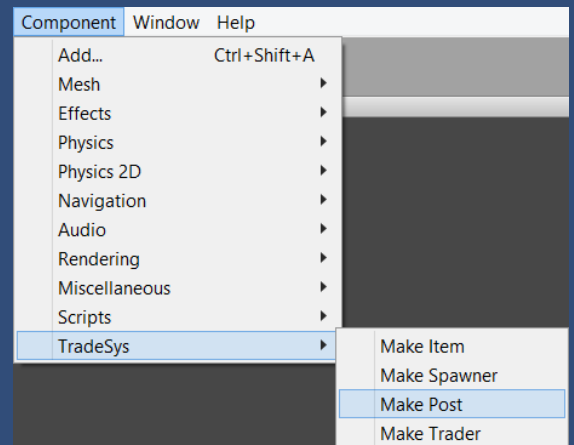 Component Window Help
Add... Ctrl+Shift+A
Mesh
Effects
Physics
Physics 2D
Navigation
Audio
Rendering
Miscellaneous
Scripts
TradeSys
Make Item
Make Spawner
Make Post
Make Trader